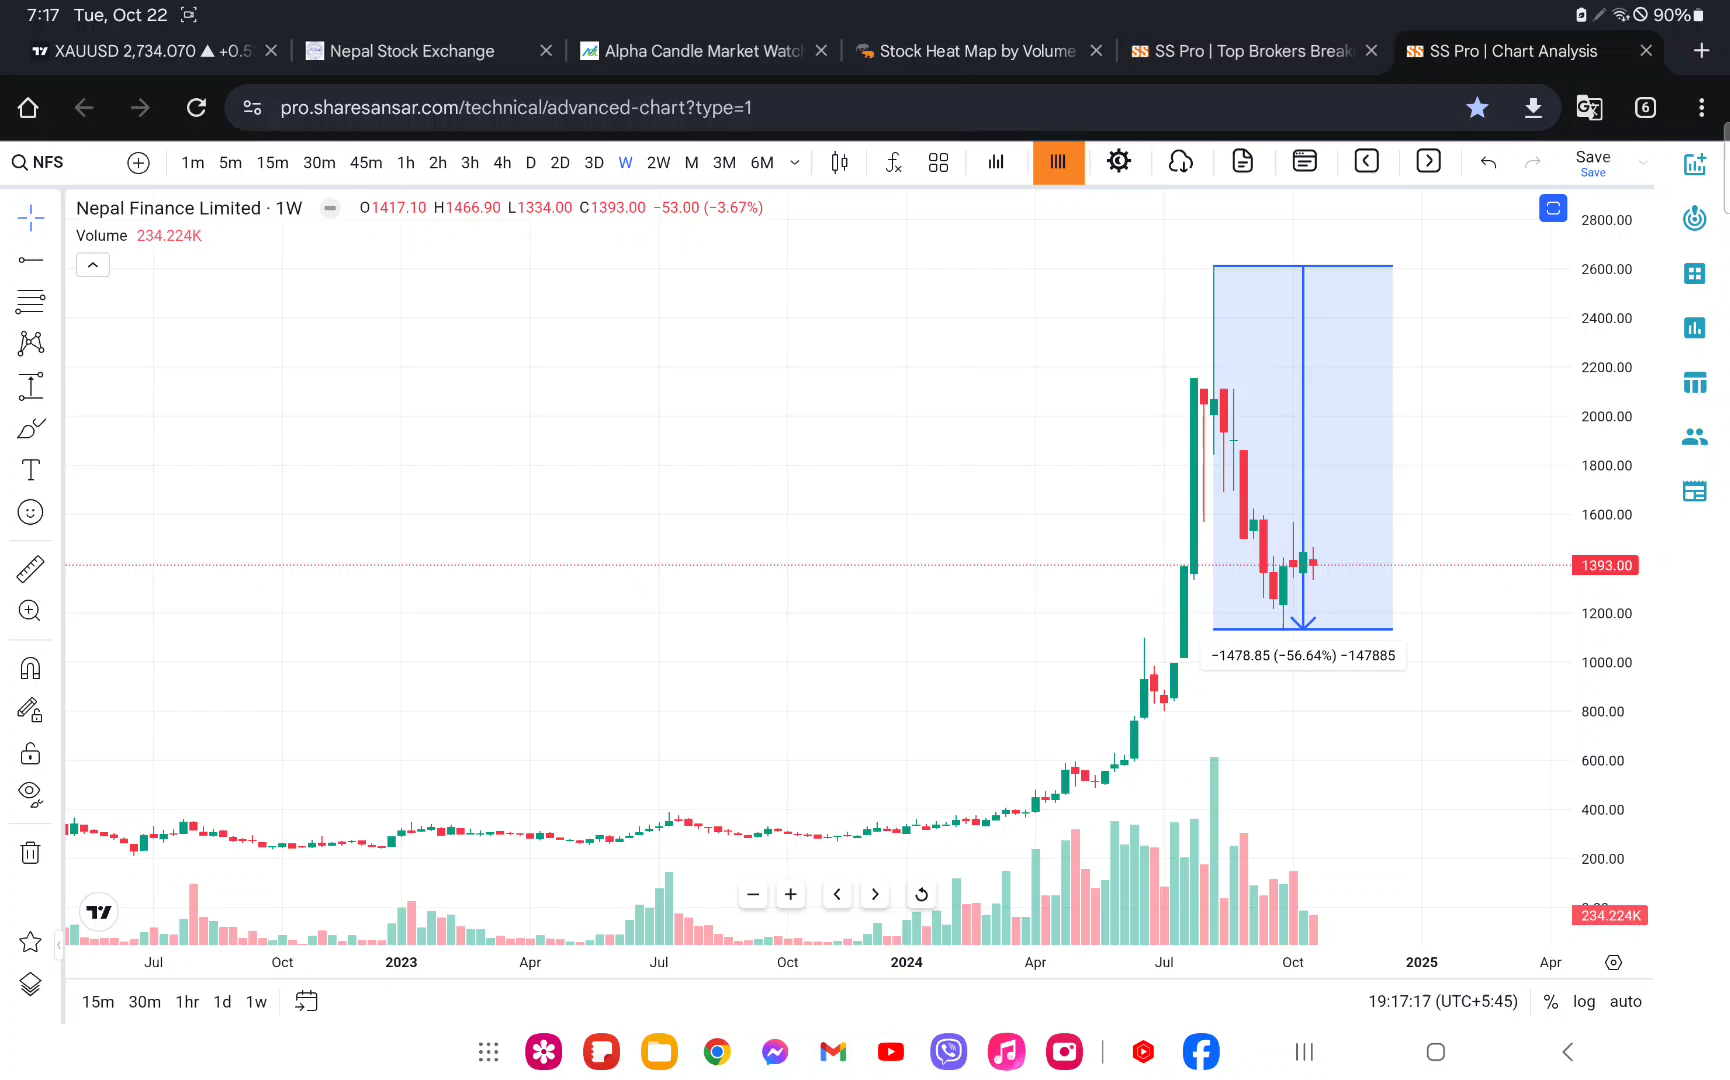 7:17 Tue, Oct 22 90%
XAUUSD 2,734.070 ▲ +0.5
Nepal Stock Exchange
Alpha Candle Market Watch
Stock Heat Map by Volume
SS Pro | Top Brokers Break
SS Pro | Chart Analysis
pro.sharesansar.com/technical/advanced-chart?type=1
6
NFS 1m 5m 15m 30m 45m 1h 2h 3h 4h D 2D 3D W 2W M 3M 6M
Save
Save
Nepal Finance Limited · 1W O1417.10 H1466.90 L1334.00 C1393.00 −53.00 (−3.67%)
Volume 234.224K
2800.00
2600.00
2400.00
2200.00
2000.00
1800.00
1600.00
1393.00
1200.00
−1478.85 (−56.64%) −147885
1000.00
800.00
600.00
400.00
200.00
234.224K
Jul Oct 2023 Apr Jul Oct 2024 Apr Jul Oct 2025 Apr
15m 30m 1hr 1d 1w
19:17:17 (UTC+5:45) % log auto